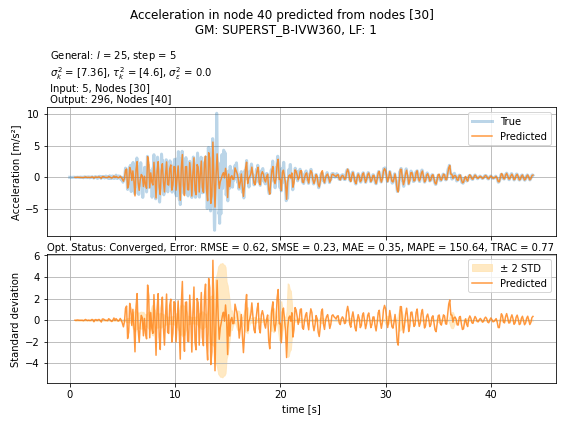 Acceleration in node 40 predicted from nodes [30]
GM: SUPERST_B-IVW360, LF: 1
General: l = 25, step = 5
σ²ₖ = [7.36], τ²ₖ = [4.6], σ²ε = 0.0
Input: 5, Nodes [30]
Output: 296, Nodes [40]
10
5
0
−5
Acceleration [m/s²]
True
Predicted
Opt. Status: Converged, Error: RMSE = 0.62, SMSE = 0.23, MAE = 0.35, MAPE = 150.64, TRAC = 0.77
6
4
2
0
−2
−4
Standard deviation
± 2 STD
Predicted
0
10
20
30
40
time [s]